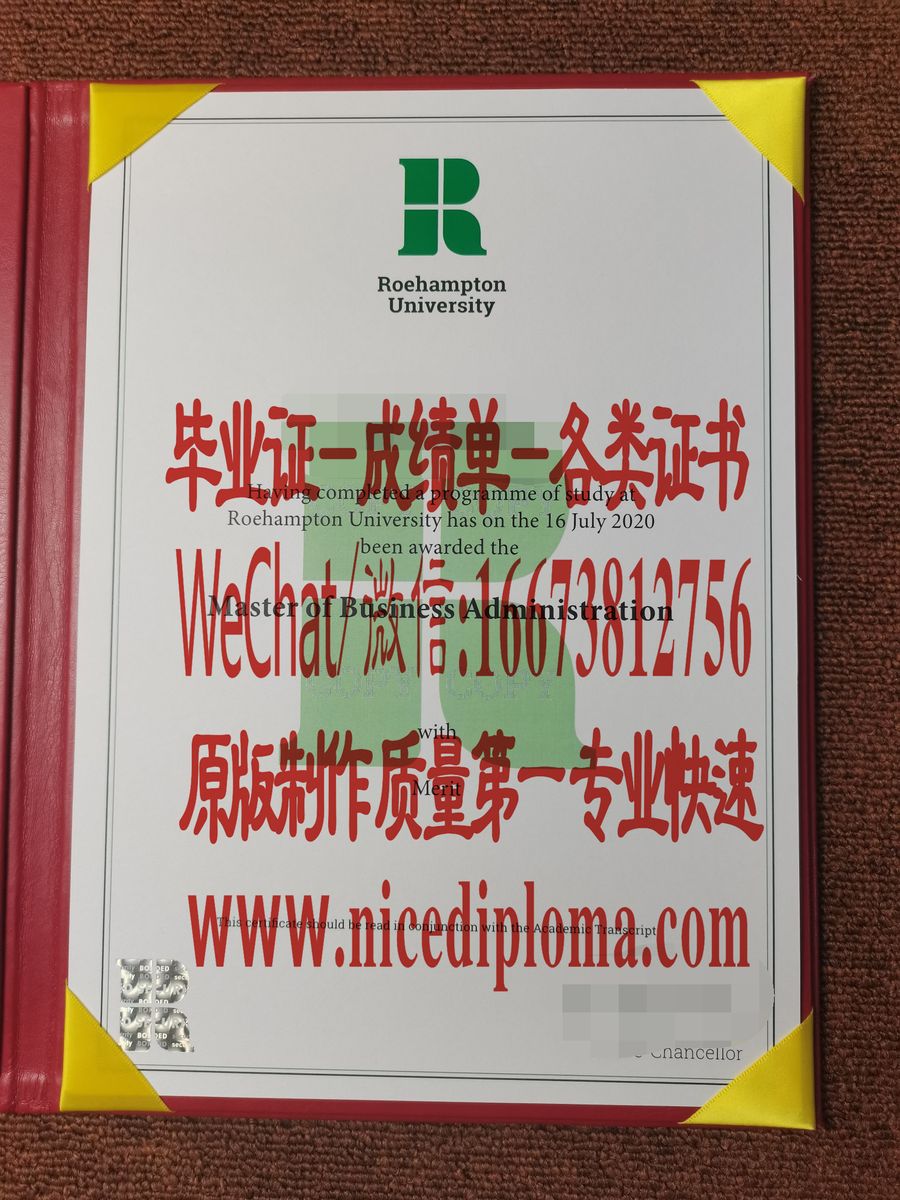 Roehampton
University
毕业证一成绩单一各类证书
Having completed a programme of study at
Roehampton University has on the 16 July 2020
been awarded the
WeChat/微信:16673812756
Master of Business Administration
COPY COPY
with
原版制作质量第一专业快速
Merit
www.nicediploma.com
This certificate should be read in conjunction with the Academic Transcript
Chancellor